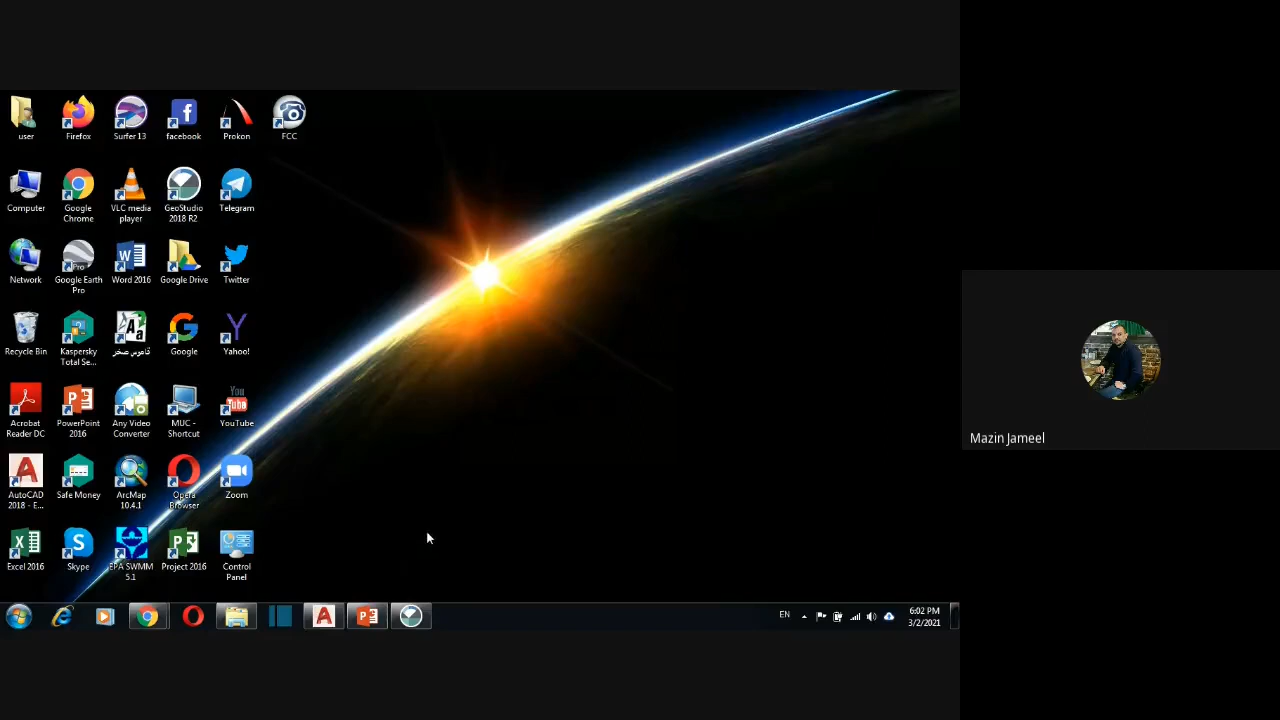 user
Firefox
Surfer 13
facebook
Prokon
FCC
Computer
Google
Chrome
VLC media
player
GeoStudio
2018 R2
Telegram
Network
Pro
Google Earth
Pro
Word 2016
Google Drive
Twitter
Recycle Bin
Kaspersky
Total Se...
قاموس صخر
Google
Yahoo!
Acrobat
Reader DC
PowerPoint
2016
Any Video
Converter
MUC -
Shortcut
You
Tube
YouTube
AutoCAD
2018 - E...
Safe Money
ArcMap
10.4.1
Opera
Browser
Zoom
Excel 2016
Skype
EPA SWMM
5.1
Project 2016
Control
Panel
EN
6:02 PM
3/2/2021
Mazin Jameel